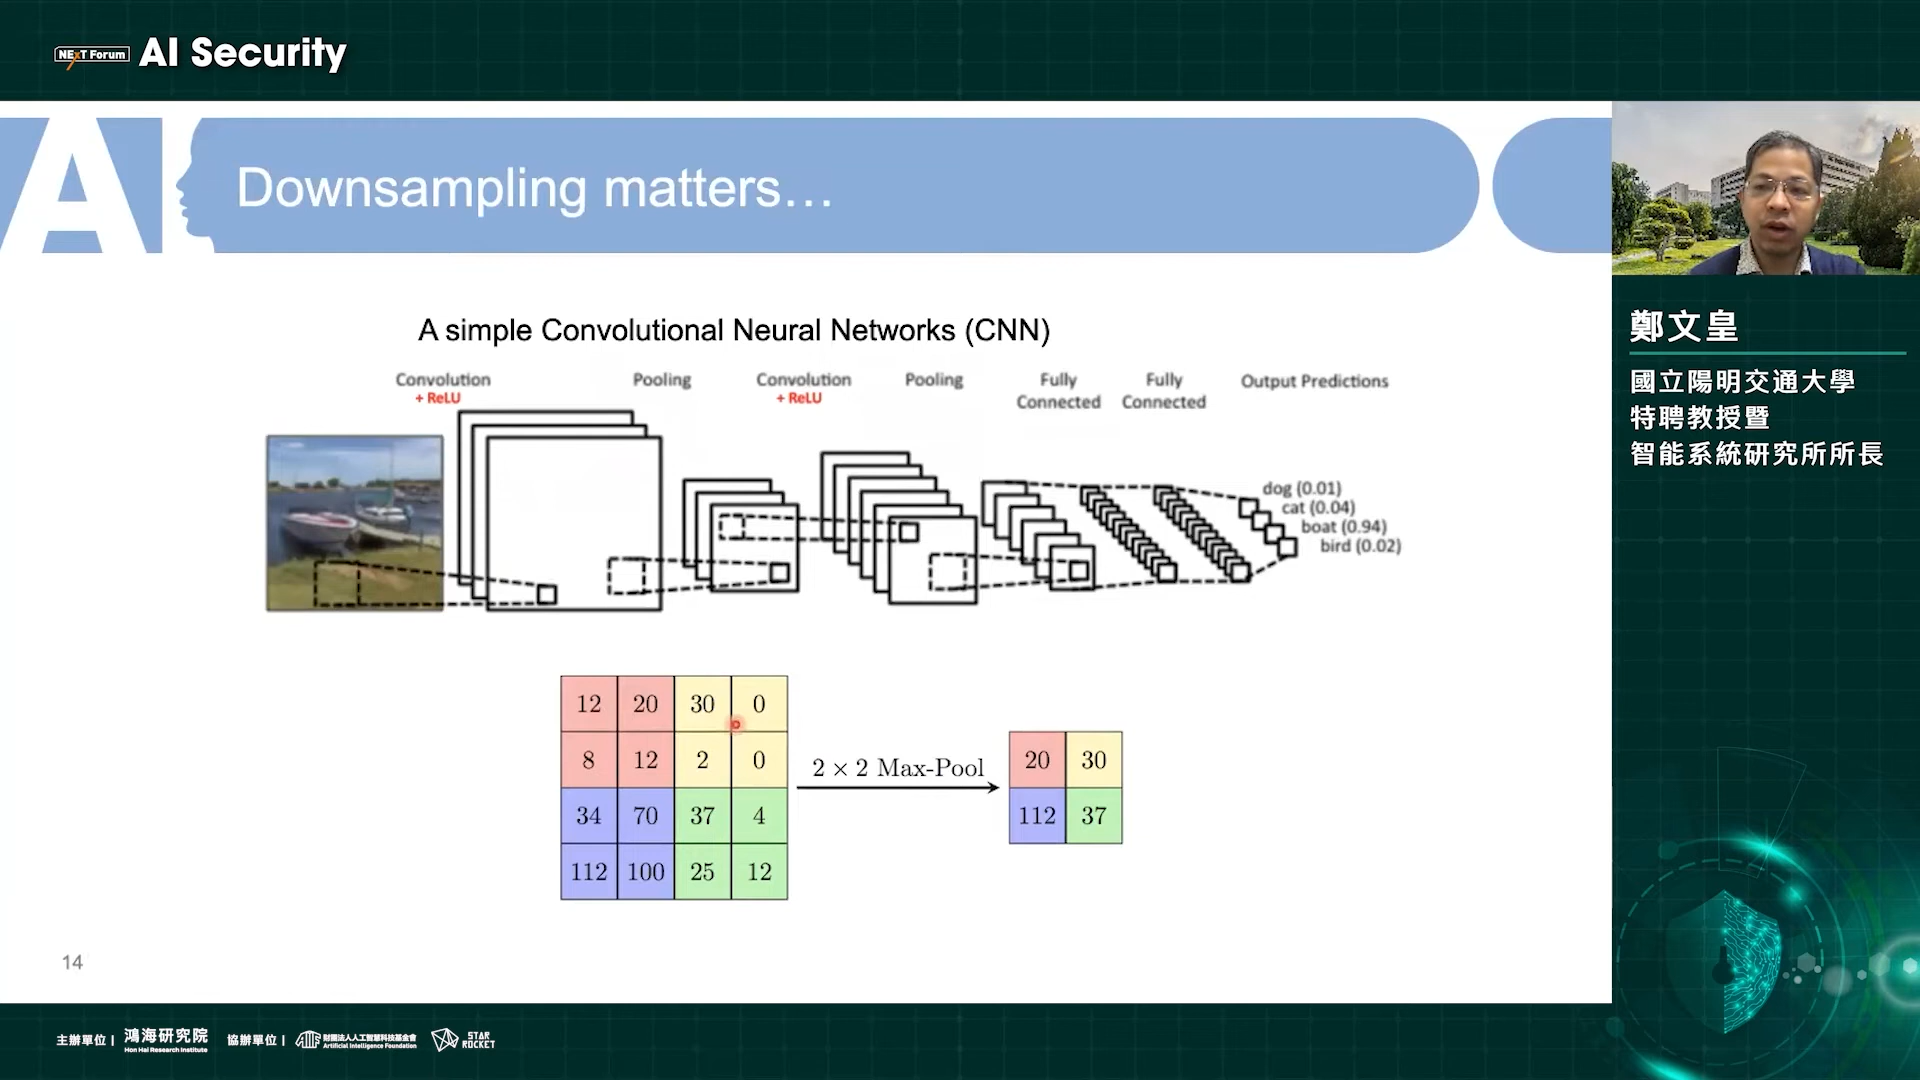 NExT Forum AI Security
AI
Downsampling matters...
A simple Convolutional Neural Networks (CNN)
Convolution
+ ReLU
Pooling
Convolution
+ ReLU
Pooling
Fully
Connected
Fully
Connected
Output Predictions
dog (0.01)
cat (0.04)
boat (0.94)
bird (0.02)
12 20 30 0
8 12 2 0
34 70 37 4
112 100 25 12
2 × 2 Max-Pool
20 30
112 37
14
鄭文皇
國立陽明交通大學
特聘教授暨
智能系統研究所所長
主辦單位 |
鴻海研究院
Hon Hai Research Institute
協辦單位 |
財團法人人工智慧科技基金會
Artificial Intelligence Foundation
STAR
ROCKET